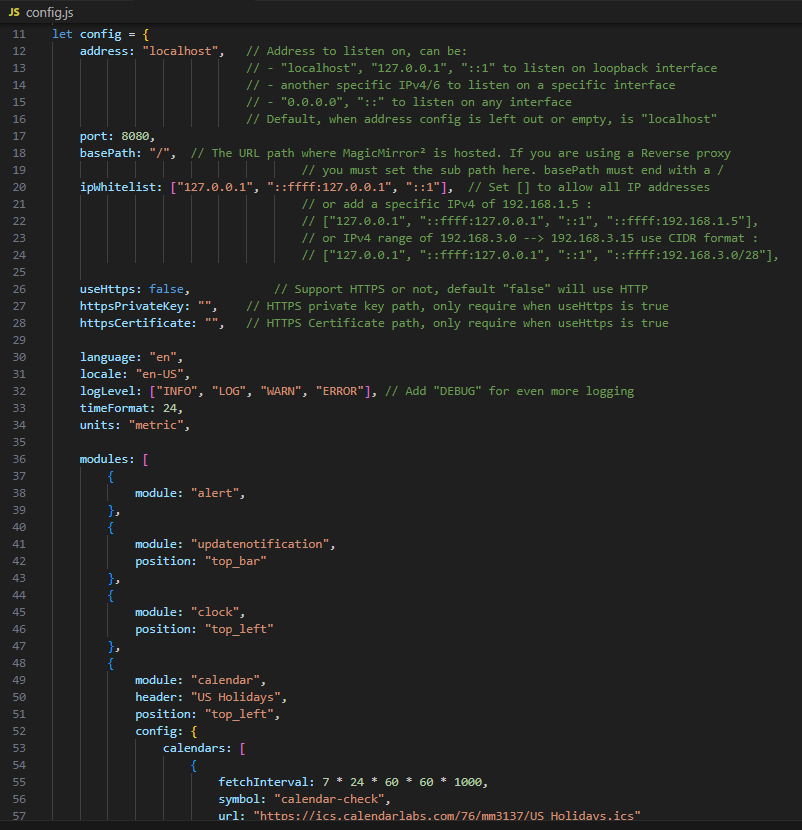 JS config.js
11 let config = {
12 address: "localhost", // Address to listen on, can be:
13 // - "localhost", "127.0.0.1", "::1" to listen on loopback interface
14 // - another specific IPv4/6 to listen on a specific interface
15 // - "0.0.0.0", "::" to listen on any interface
16 // Default, when address config is left out or empty, is "localhost"
17 port: 8080,
18 basePath: "/", // The URL path where MagicMirror² is hosted. If you are using a Reverse proxy
19 // you must set the sub path here. basePath must end with a /
20 ipWhitelist: ["127.0.0.1", "::ffff:127.0.0.1", "::1"], // Set [] to allow all IP addresses
21 // or add a specific IPv4 of 192.168.1.5 :
22 // ["127.0.0.1", "::ffff:127.0.0.1", "::1", "::ffff:192.168.1.5"],
23 // or IPv4 range of 192.168.3.0 --> 192.168.3.15 use CIDR format :
24 // ["127.0.0.1", "::ffff:127.0.0.1", "::1", "::ffff:192.168.3.0/28"],
25
26 useHttps: false, // Support HTTPS or not, default "false" will use HTTP
27 httpsPrivateKey: "", // HTTPS private key path, only require when useHttps is true
28 httpsCertificate: "", // HTTPS Certificate path, only require when useHttps is true
29
30 language: "en",
31 locale: "en-US",
32 logLevel: ["INFO", "LOG", "WARN", "ERROR"], // Add "DEBUG" for even more logging
33 timeFormat: 24,
34 units: "metric",
35
36 modules: [
37 {
38 module: "alert",
39 },
40 {
41 module: "updatenotification",
42 position: "top_bar"
43 },
44 {
45 module: "clock",
46 position: "top_left"
47 },
48 {
49 module: "calendar",
50 header: "US Holidays",
51 position: "top_left",
52 config: {
53 calendars: [
54 {
55 fetchInterval: 7 * 24 * 60 * 60 * 1000,
56 symbol: "calendar-check",
57 url: "https://ics.calendarlabs.com/76/mm3137/US_Holidays.ics"